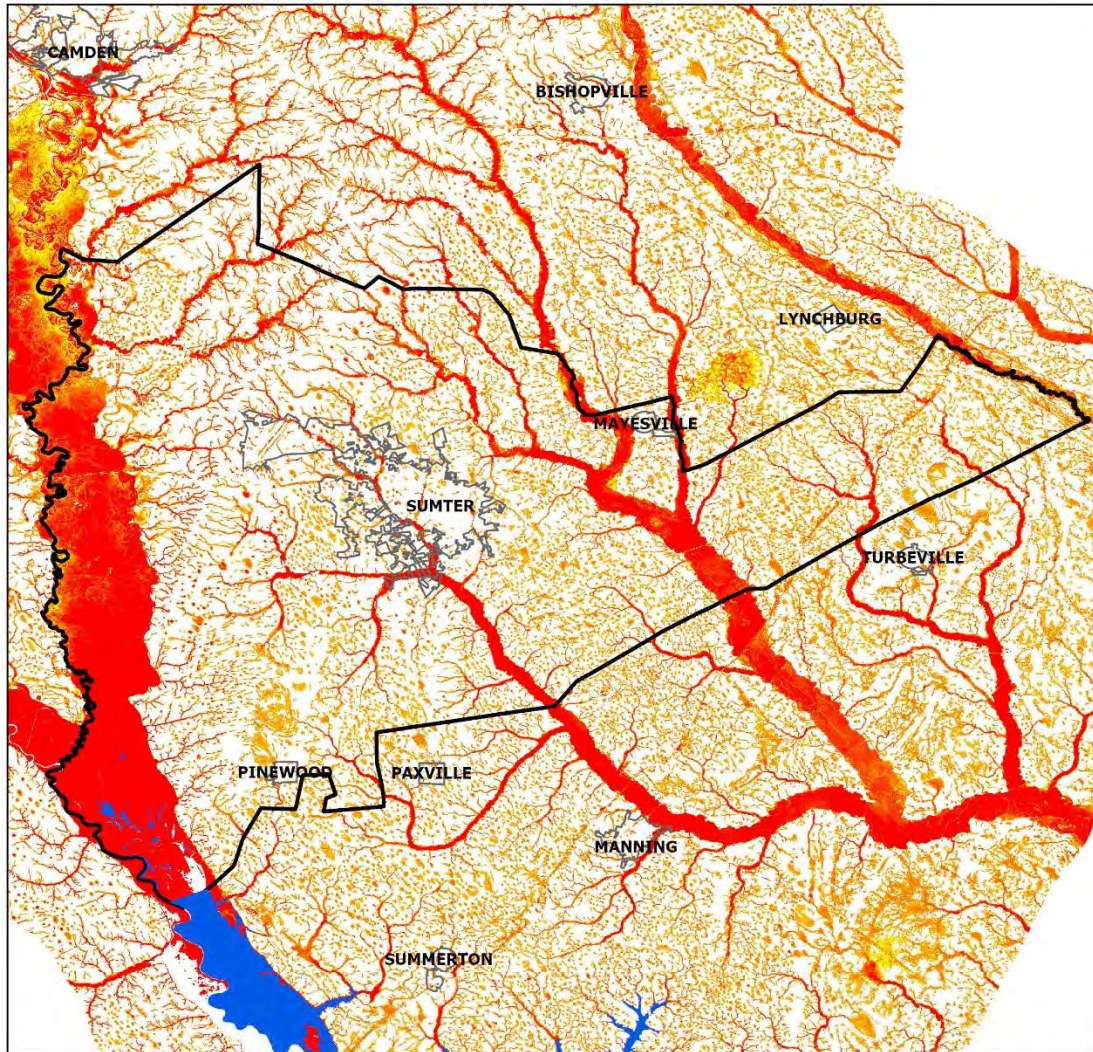 CAMDEN
BISHOPVILLE
LYNCHBURG
MAYESVILLE
SUMTER
TURBEVILLE
PINEWOOD
PAXVILLE
MANNING
SUMMERTON